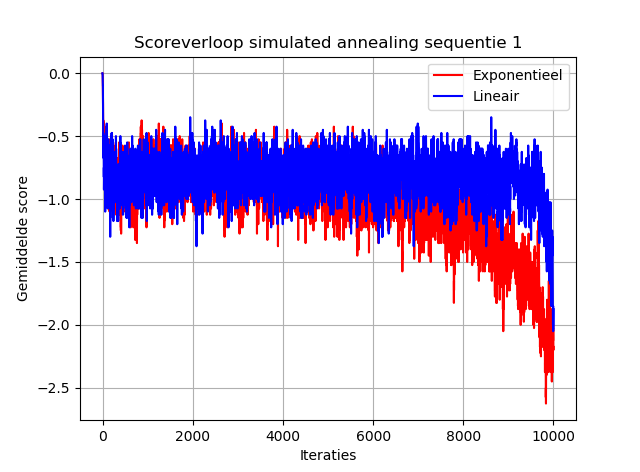 Scoreverloop simulated annealing sequentie 1
Exponentieel
Lineair
Gemiddelde score
0.0
−0.5
−1.0
−1.5
−2.0
−2.5
0 2000 4000 6000 8000 10000
Iteraties